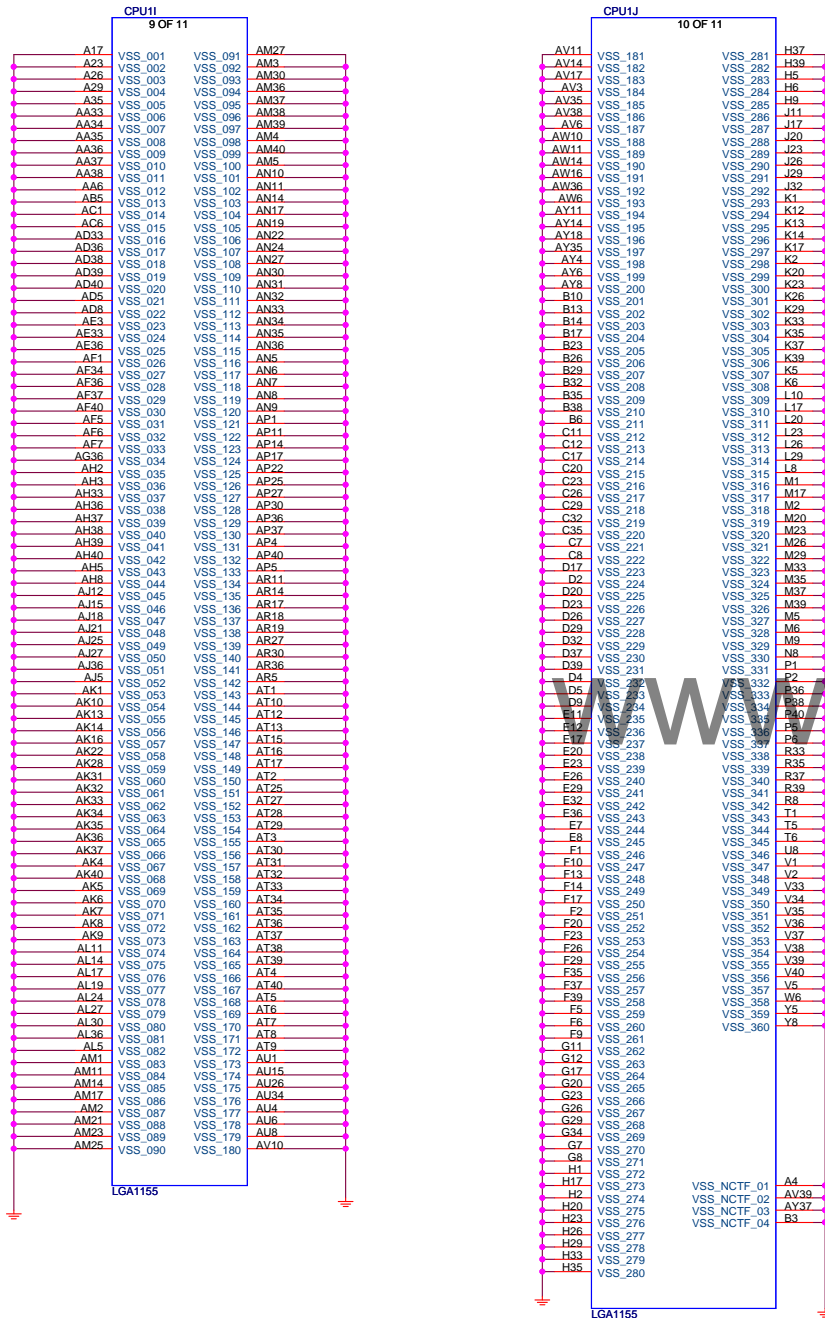 CPU1I
9 OF 11
A17 VSS_001 VSS_091 AM27
A23 VSS_002 VSS_092 AM3
A26 VSS_003 VSS_093 AM30
A29 VSS_004 VSS_094 AM36
A35 VSS_005 VSS_095 AM37
AA33 VSS_006 VSS_096 AM38
AA34 VSS_007 VSS_097 AM39
AA35 VSS_008 VSS_098 AM4
AA36 VSS_009 VSS_099 AM40
AA37 VSS_010 VSS_100 AM5
AA38 VSS_011 VSS_101 AN10
AA6 VSS_012 VSS_102 AN11
AB5 VSS_013 VSS_103 AN14
AC1 VSS_014 VSS_104 AN17
AC6 VSS_015 VSS_105 AN19
AD33 VSS_016 VSS_106 AN22
AD36 VSS_017 VSS_107 AN24
AD38 VSS_018 VSS_108 AN27
AD39 VSS_019 VSS_109 AN30
AD40 VSS_020 VSS_110 AN31
AD5 VSS_021 VSS_111 AN32
AD8 VSS_022 VSS_112 AN33
AE3 VSS_023 VSS_113 AN34
AE33 VSS_024 VSS_114 AN35
AE36 VSS_025 VSS_115 AN36
AF1 VSS_026 VSS_116 AN5
AF34 VSS_027 VSS_117 AN6
AF36 VSS_028 VSS_118 AN7
AF37 VSS_029 VSS_119 AN8
AF40 VSS_030 VSS_120 AN9
AF5 VSS_031 VSS_121 AP1
AF6 VSS_032 VSS_122 AP11
AF7 VSS_033 VSS_123 AP14
AG36 VSS_034 VSS_124 AP17
AH2 VSS_035 VSS_125 AP22
AH3 VSS_036 VSS_126 AP25
AH33 VSS_037 VSS_127 AP27
AH36 VSS_038 VSS_128 AP30
AH37 VSS_039 VSS_129 AP36
AH38 VSS_040 VSS_130 AP37
AH39 VSS_041 VSS_131 AP4
AH40 VSS_042 VSS_132 AP40
AH5 VSS_043 VSS_133 AP5
AH8 VSS_044 VSS_134 AR11
AJ12 VSS_045 VSS_135 AR14
AJ15 VSS_046 VSS_136 AR17
AJ18 VSS_047 VSS_137 AR18
AJ21 VSS_048 VSS_138 AR19
AJ25 VSS_049 VSS_139 AR27
AJ27 VSS_050 VSS_140 AR30
AJ36 VSS_051 VSS_141 AR36
AJ5 VSS_052 VSS_142 AR5
AK1 VSS_053 VSS_143 AT1
AK10 VSS_054 VSS_144 AT10
AK13 VSS_055 VSS_145 AT12
AK14 VSS_056 VSS_146 AT13
AK16 VSS_057 VSS_147 AT15
AK22 VSS_058 VSS_148 AT16
AK28 VSS_059 VSS_149 AT17
AK31 VSS_060 VSS_150 AT2
AK32 VSS_061 VSS_151 AT25
AK33 VSS_062 VSS_152 AT27
AK34 VSS_063 VSS_153 AT28
AK35 VSS_064 VSS_154 AT29
AK36 VSS_065 VSS_155 AT3
AK37 VSS_066 VSS_156 AT30
AK4 VSS_067 VSS_157 AT31
AK40 VSS_068 VSS_158 AT32
AK5 VSS_069 VSS_159 AT33
AK6 VSS_070 VSS_160 AT34
AK7 VSS_071 VSS_161 AT35
AK8 VSS_072 VSS_162 AT36
AK9 VSS_073 VSS_163 AT37
AL11 VSS_074 VSS_164 AT38
AL14 VSS_075 VSS_165 AT39
AL17 VSS_076 VSS_166 AT4
AL19 VSS_077 VSS_167 AT40
AL24 VSS_078 VSS_168 AT5
AL27 VSS_079 VSS_169 AT6
AL30 VSS_080 VSS_170 AT7
AL36 VSS_081 VSS_171 AT8
AL5 VSS_082 VSS_172 AT9
AM1 VSS_083 VSS_173 AU1
AM11 VSS_084 VSS_174 AU15
AM14 VSS_085 VSS_175 AU26
AM17 VSS_086 VSS_176 AU34
AM2 VSS_087 VSS_177 AU4
AM21 VSS_088 VSS_178 AU6
AM23 VSS_089 VSS_179 AU8
AM25 VSS_090 VSS_180 AV10
LGA1155
CPU1J
10 OF 11
AV11 VSS_181 VSS_281 H37
AV14 VSS_182 VSS_282 H39
AV17 VSS_183 VSS_283 H5
AV3 VSS_184 VSS_284 H6
AV35 VSS_185 VSS_285 H9
AV38 VSS_186 VSS_286 J11
AV6 VSS_187 VSS_287 J17
AW10 VSS_188 VSS_288 J20
AW11 VSS_189 VSS_289 J23
AW14 VSS_190 VSS_290 J26
AW16 VSS_191 VSS_291 J29
AW36 VSS_192 VSS_292 J32
AW6 VSS_193 VSS_293 K1
AY11 VSS_194 VSS_294 K12
AY14 VSS_195 VSS_295 K13
AY18 VSS_196 VSS_296 K14
AY35 VSS_197 VSS_297 K17
AY4 VSS_198 VSS_298 K2
AY6 VSS_199 VSS_299 K20
AY8 VSS_200 VSS_300 K23
B10 VSS_201 VSS_301 K26
B13 VSS_202 VSS_302 K29
B14 VSS_203 VSS_303 K33
B17 VSS_204 VSS_304 K35
B23 VSS_205 VSS_305 K37
B26 VSS_206 VSS_306 K39
B29 VSS_207 VSS_307 K5
B32 VSS_208 VSS_308 K6
B35 VSS_209 VSS_309 L10
B38 VSS_210 VSS_310 L17
B6 VSS_211 VSS_311 L20
C11 VSS_212 VSS_312 L23
C12 VSS_213 VSS_313 L26
C17 VSS_214 VSS_314 L29
C20 VSS_215 VSS_315 L8
C23 VSS_216 VSS_316 M1
C26 VSS_217 VSS_317 M17
C29 VSS_218 VSS_318 M2
C32 VSS_219 VSS_319 M20
C35 VSS_220 VSS_320 M23
C7 VSS_221 VSS_321 M26
C8 VSS_222 VSS_322 M29
D17 VSS_223 VSS_323 M33
D2 VSS_224 VSS_324 M35
D20 VSS_225 VSS_325 M37
D23 VSS_226 VSS_326 M39
D26 VSS_227 VSS_327 M5
D29 VSS_228 VSS_328 M6
D32 VSS_229 VSS_329 M9
D37 VSS_230 VSS_330 N8
D39 VSS_231 VSS_331 P1
D4 VSS_232 VSS_332 P2
D5 VSS_233 VSS_333 P36
D9 VSS_234 VSS_334 P38
E11 VSS_235 VSS_335 P40
E12 VSS_236 VSS_336 P5
E17 VSS_237 VSS_337 P6
E20 VSS_238 VSS_338 R33
E23 VSS_239 VSS_339 R35
E26 VSS_240 VSS_340 R37
E29 VSS_241 VSS_341 R39
E32 VSS_242 VSS_342 R8
E36 VSS_243 VSS_343 T1
E7 VSS_244 VSS_344 T5
E8 VSS_245 VSS_345 T6
F1 VSS_246 VSS_346 U8
F10 VSS_247 VSS_347 V1
F13 VSS_248 VSS_348 V2
F14 VSS_249 VSS_349 V33
F17 VSS_250 VSS_350 V34
F2 VSS_251 VSS_351 V35
F20 VSS_252 VSS_352 V36
F23 VSS_253 VSS_353 V37
F26 VSS_254 VSS_354 V38
F29 VSS_255 VSS_355 V39
F35 VSS_256 VSS_356 V40
F37 VSS_257 VSS_357 V5
F39 VSS_258 VSS_358 W6
F5 VSS_259 VSS_359 Y5
F6 VSS_260 VSS_360 Y8
F9 VSS_261
G11 VSS_262
G12 VSS_263
G17 VSS_264
G20 VSS_265
G23 VSS_266
G26 VSS_267
G29 VSS_268
G34 VSS_269
G7 VSS_270
G8 VSS_271
H1 VSS_272
H17 VSS_273 VSS_NCTF_01 A4
H2 VSS_274 VSS_NCTF_02 AV39
H20 VSS_275 VSS_NCTF_03 AY37
H23 VSS_276 VSS_NCTF_04 B3
H26 VSS_277
H29 VSS_278
H33 VSS_279
H35 VSS_280
LGA1155
www